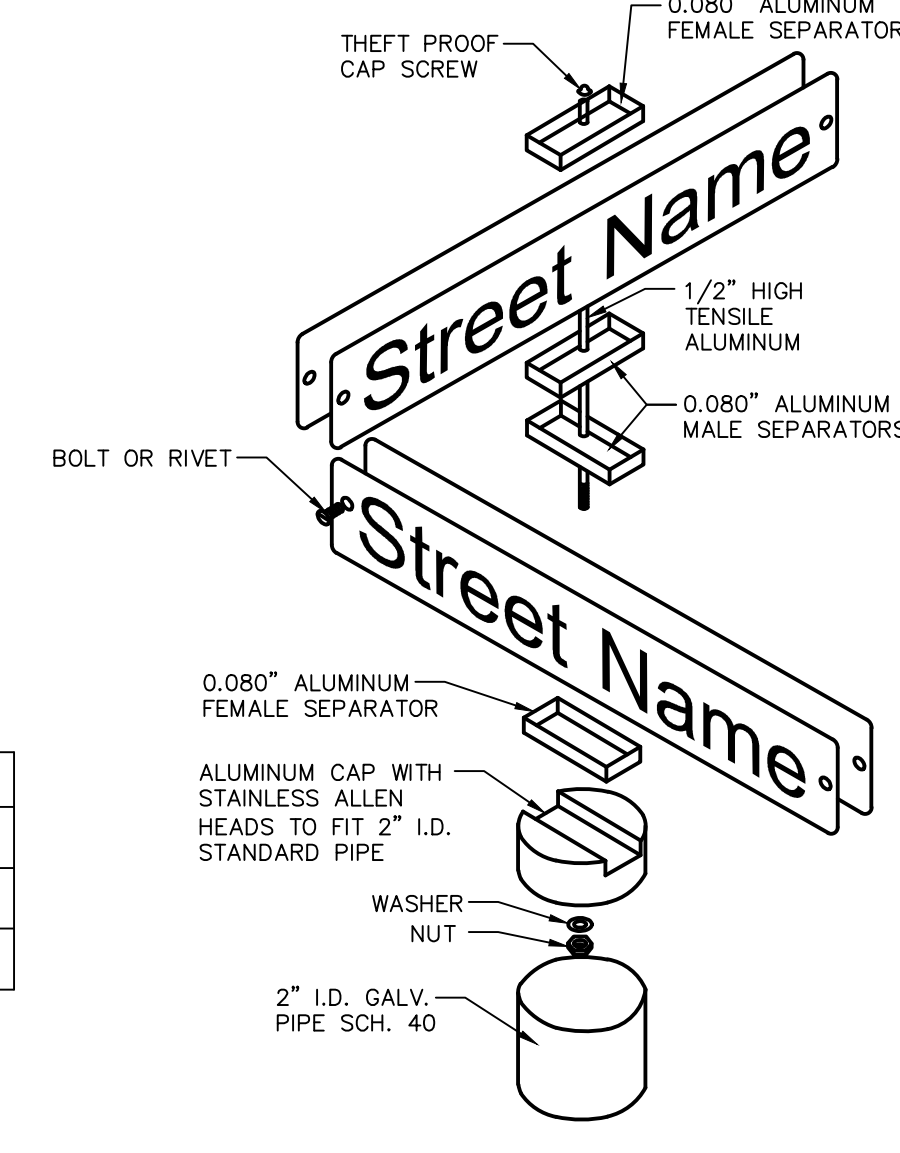 0.080" ALUMINUM
FEMALE SEPARATOR
THEFT PROOF
CAP SCREW
Street Name
1/2” HIGH
TENSILE
ALUMINUM
0.080” ALUMINUM
MALE SEPARATORS
BOLT OR RIVET
Street Name
0.080” ALUMINUM
FEMALE SEPARATOR
ALUMINUM CAP WITH
STAINLESS ALLEN
HEADS TO FIT 2” I.D.
STANDARD PIPE
WASHER
NUT
2” I.D. GALV.
PIPE SCH. 40